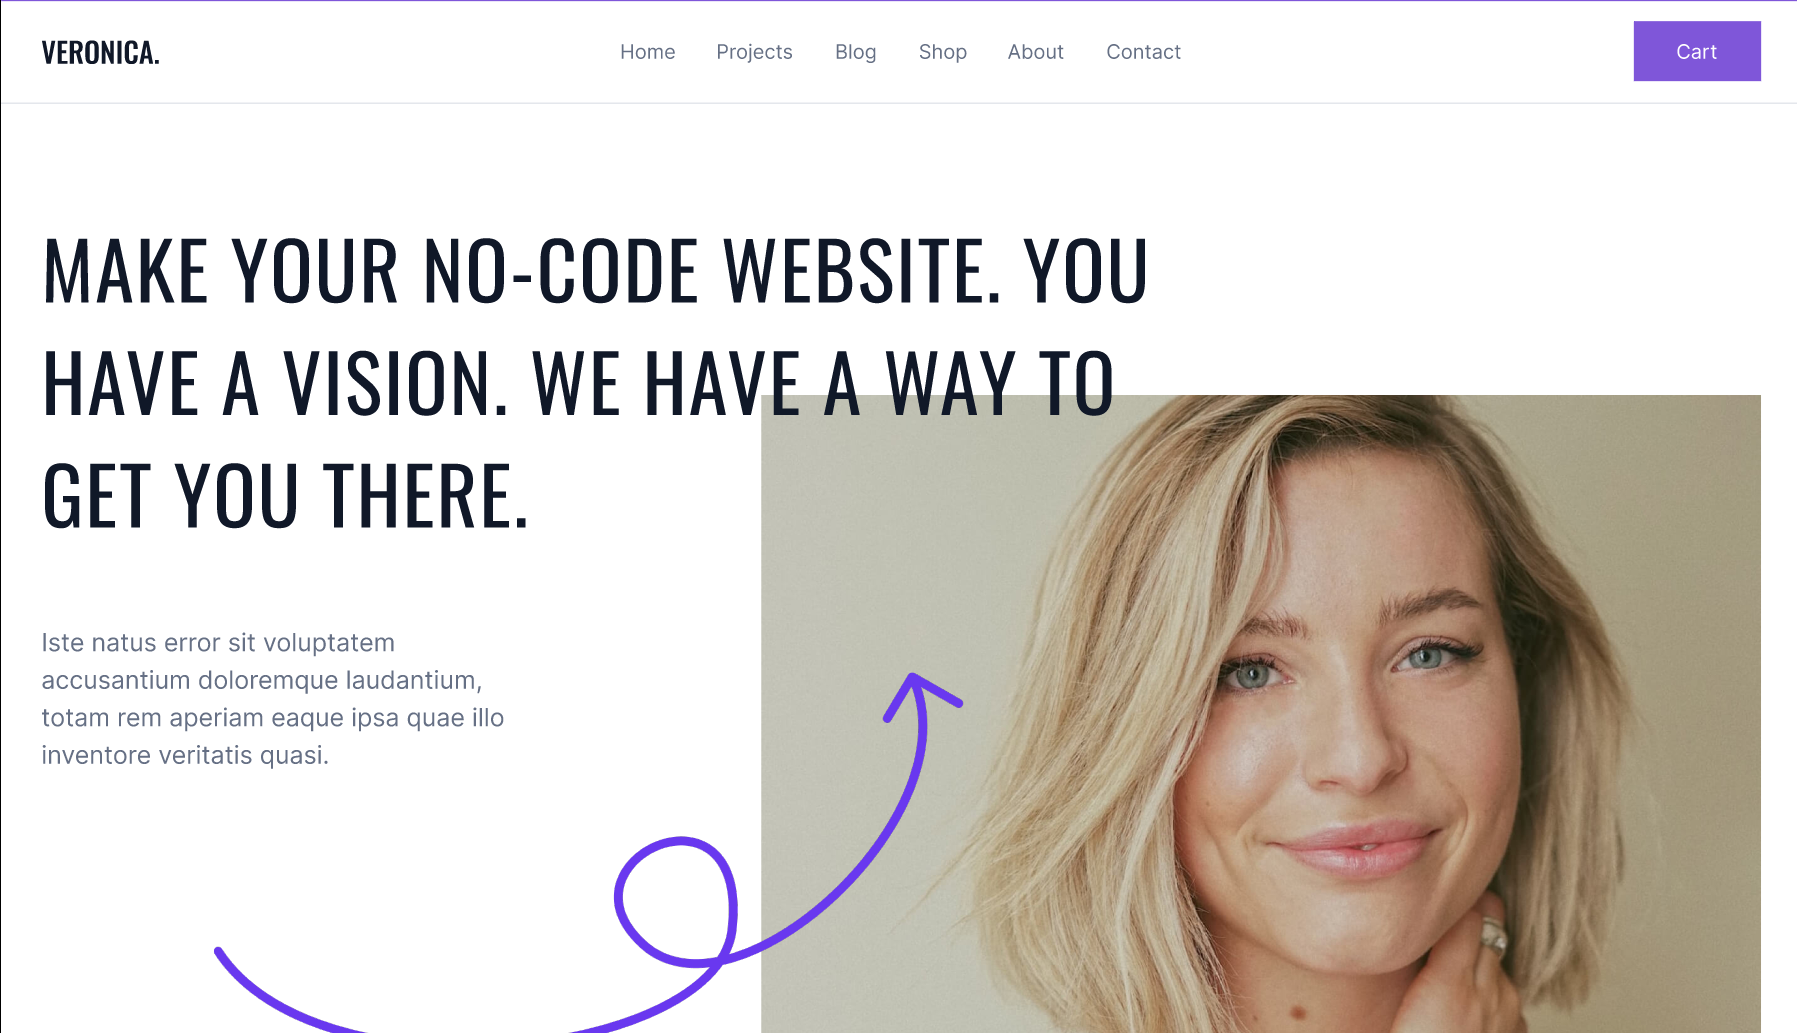 VERONICA.
Home Projects Blog Shop About Contact
Cart
MAKE YOUR NO-CODE WEBSITE. YOU
HAVE A VISION. WE HAVE A WAY TO
GET YOU THERE.
Iste natus error sit voluptatem
accusantium doloremque laudantium,
totam rem aperiam eaque ipsa quae illo
inventore veritatis quasi.